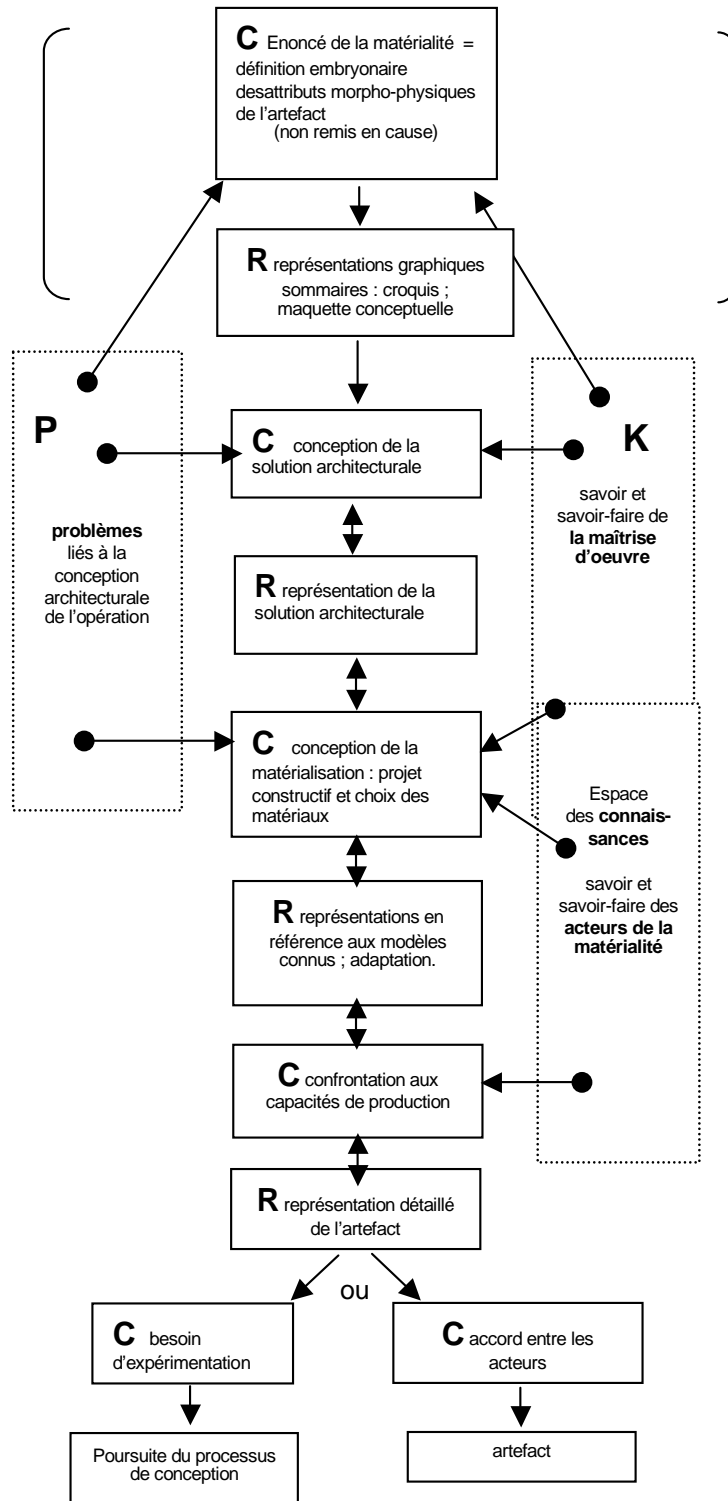 C Enoncé de la matérialité =
définition embryonaire
desattributs morpho-physiques
de l'artefact
(non remis en cause)
R représentations graphiques
sommaires : croquis ;
maquette conceptuelle
P
problèmes
liés à la
conception
architecturale
de l'opération
C conception de la
solution architecturale
K
savoir et
savoir-faire de
la maîtrise
d'oeuvre
R représentation de la
solution architecturale
C conception de la
matérialisation : projet
constructif et choix des
matériaux
Espace
des connais-
sances
savoir et
savoir-faire des
acteurs de la
matérialité
R représentations en
référence aux modèles
connus ; adaptation.
C confrontation aux
capacités de production
R représentation détaillé
de l'artefact
ou
C besoin
d'expérimentation
C accord entre les
acteurs
Poursuite du processus
de conception
artefact